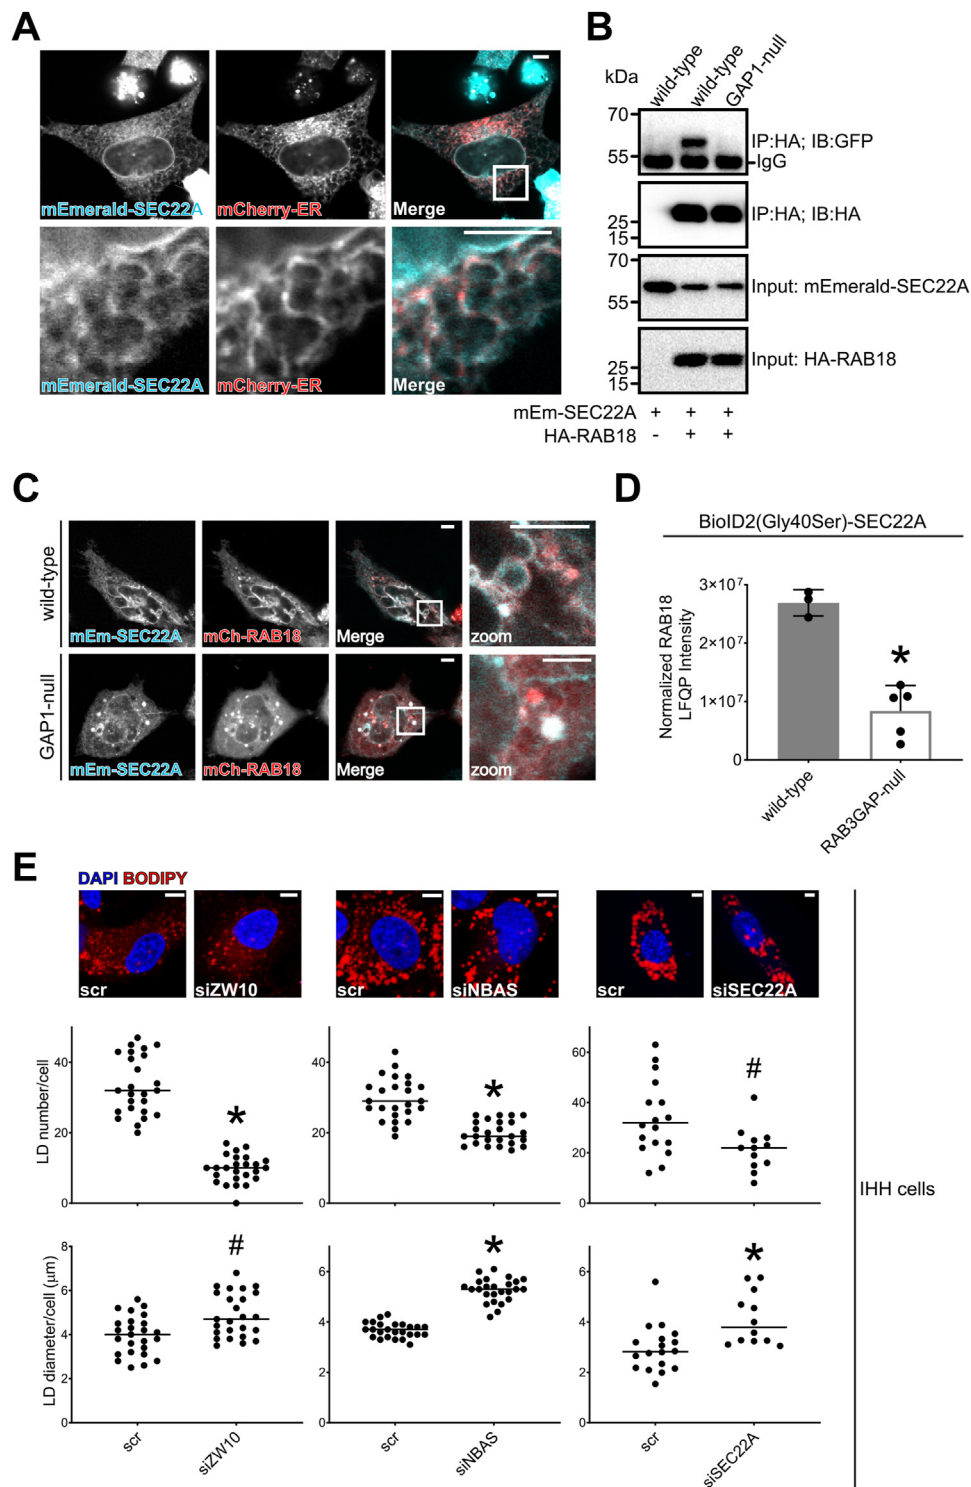 A
mEmerald-SEC22A
mCherry-ER
Merge
mEmerald-SEC22A
mCherry-ER
Merge
B
kDa
wild-type
wild-type
GAP1-null
70
55
IP:HA; IB:GFP
IgG
25
15
IP:HA; IB:HA
70
55
Input: mEmerald-SEC22A
25
15
Input: HA-RAB18
mEm-SEC22A + + +
HA-RAB18 - + +
C
wild-type
mEm-SEC22A
mCh-RAB18
Merge
zoom
GAP1-null
mEm-SEC22A
mCh-RAB18
Merge
zoom
D
BioID2(Gly40Ser)-SEC22A
Normalized RAB18
LFQP Intensity
3×10⁷
2×10⁷
1×10⁷
0
*
wild-type
RAB3GAP-null
E
DAPI BODIPY
scr
siZW10
scr
siNBAS
scr
siSEC22A
LD number/cell
40
20
0
*
40
20
0
*
60
40
20
0
#
LD diameter/cell (μm)
8
6
4
2
0
#
6
4
2
0
*
6
4
2
0
*
scr
siZW10
scr
siNBAS
scr
siSEC22A
IHH cells